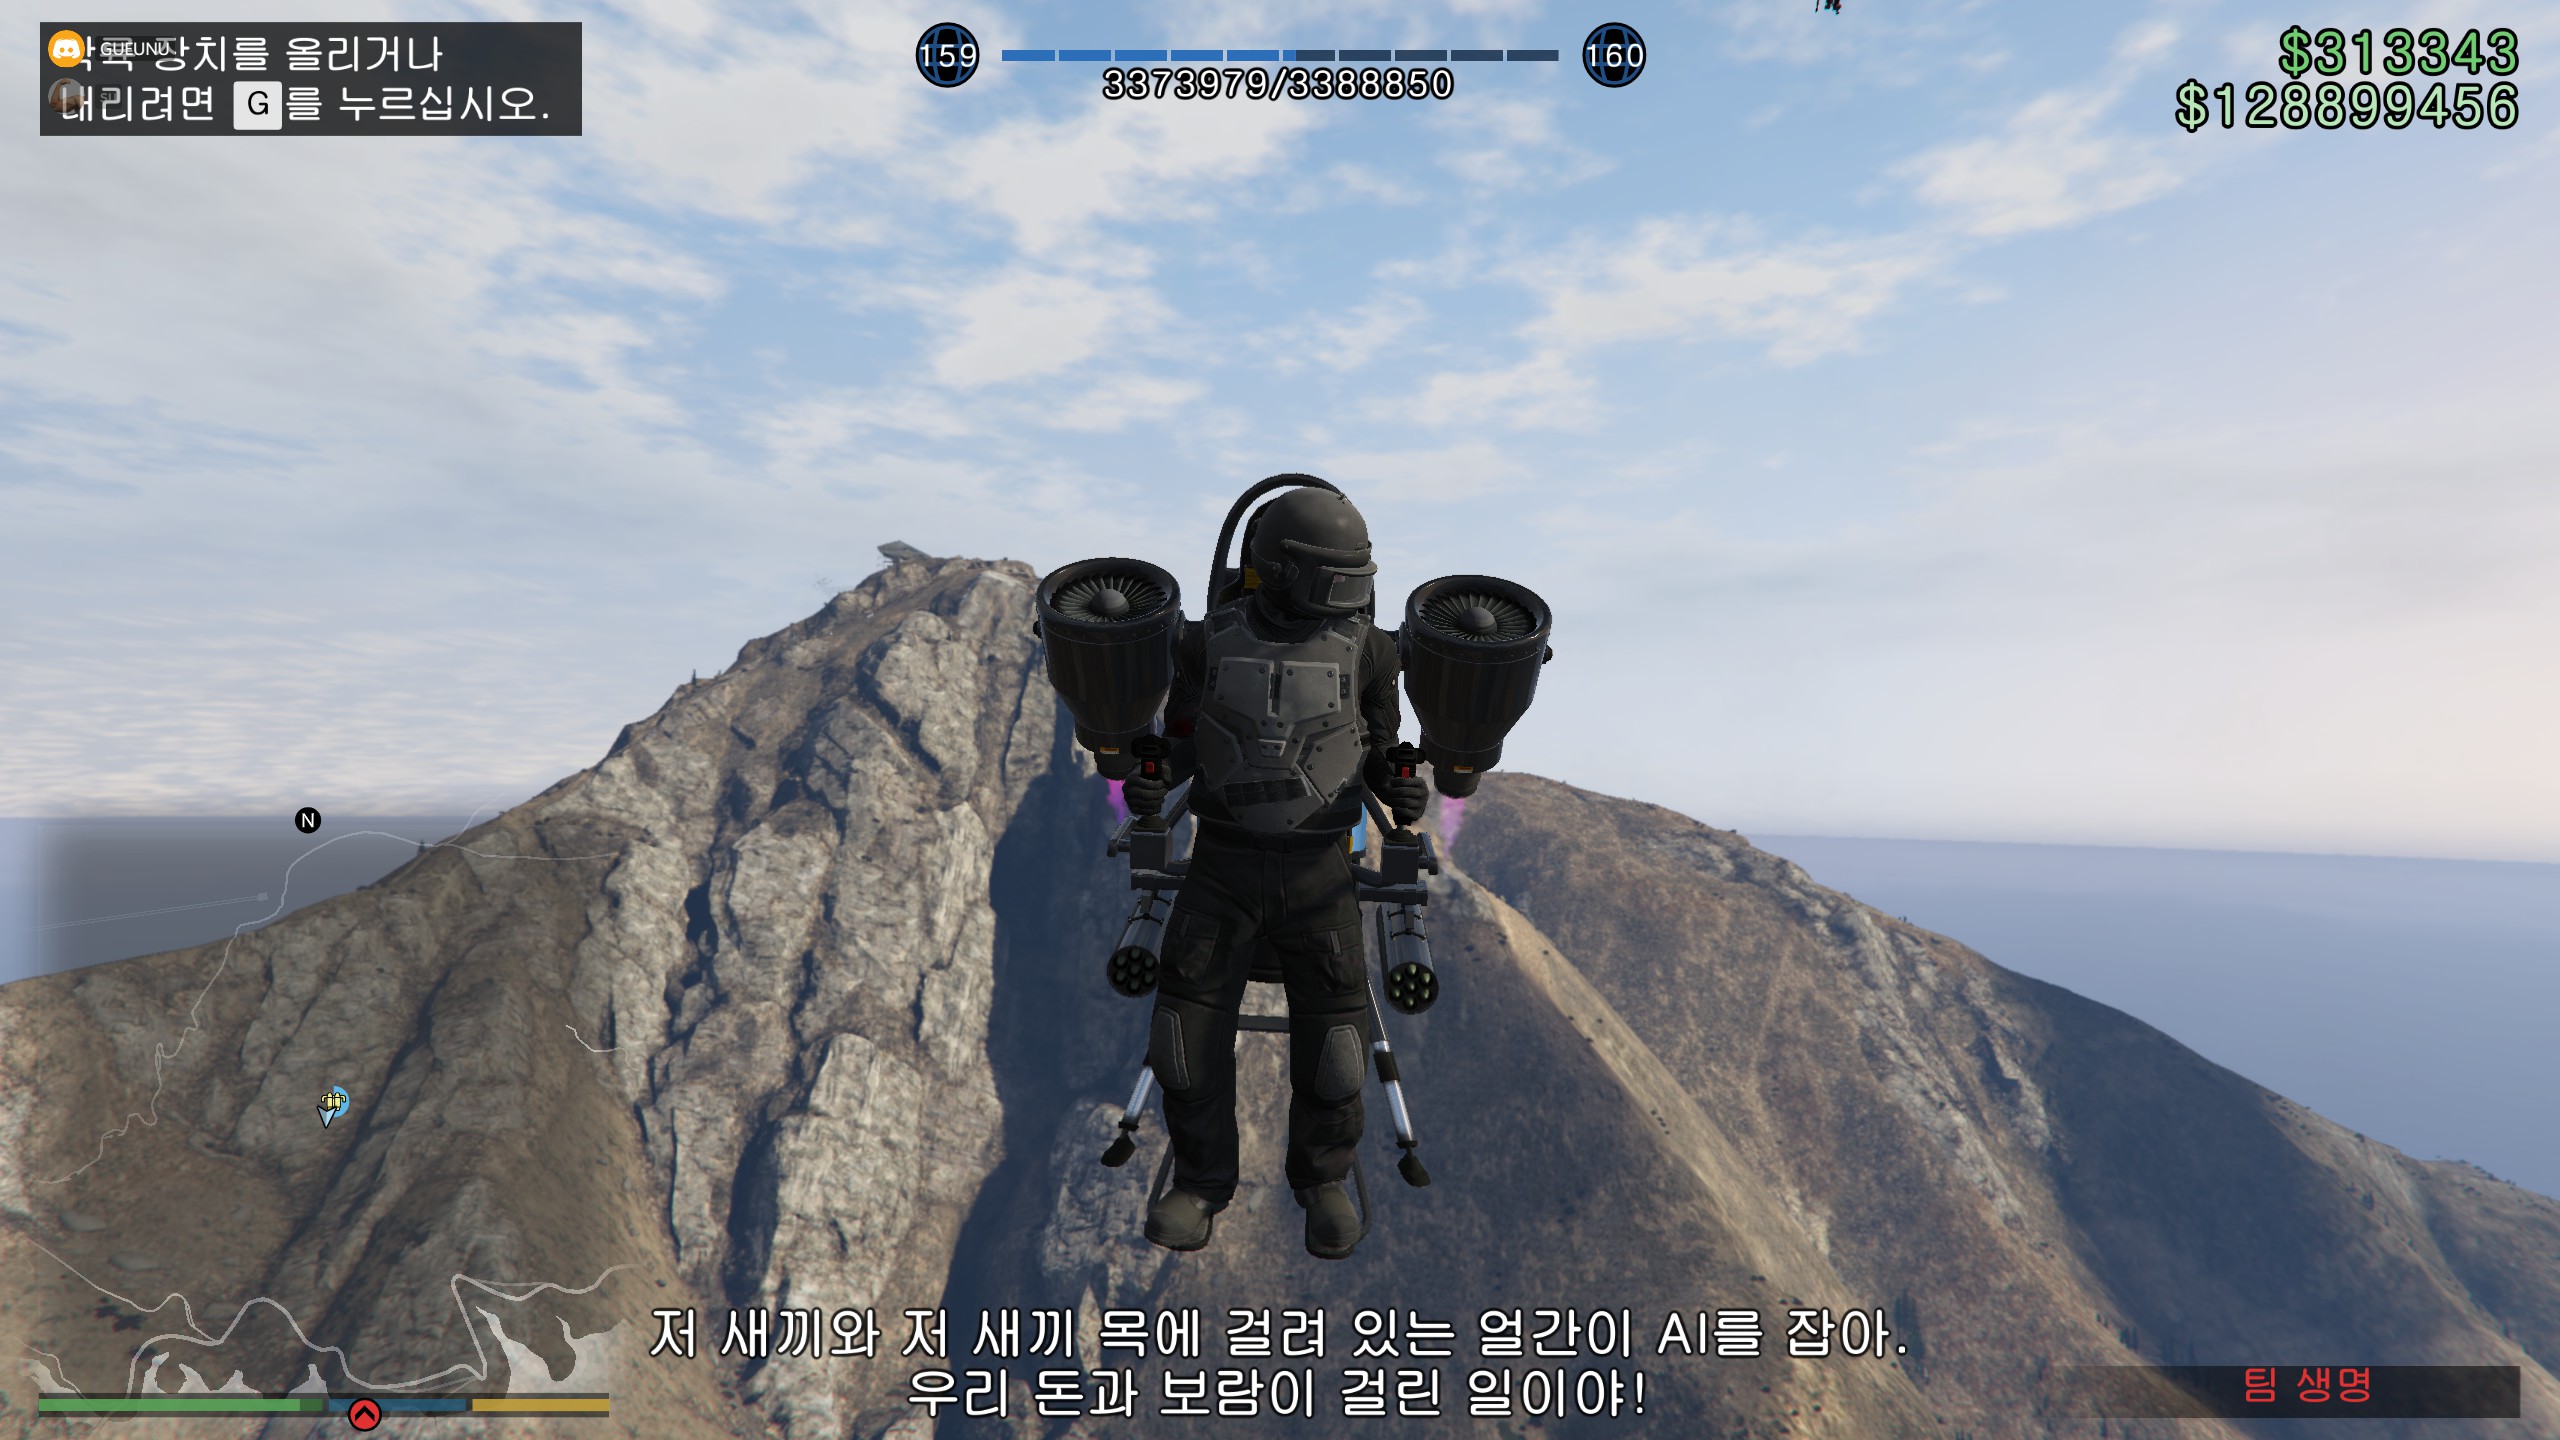 GUEUNU
장치를 올리거나
내리려면 G를 누르십시오.
159
160
3373979/3388850
$313343
$128899456
N
저 새끼와 저 새끼 목에 걸려 있는 얼간이 AI를 잡아.
우리 돈과 보람이 걸린 일이야!
팀 생명